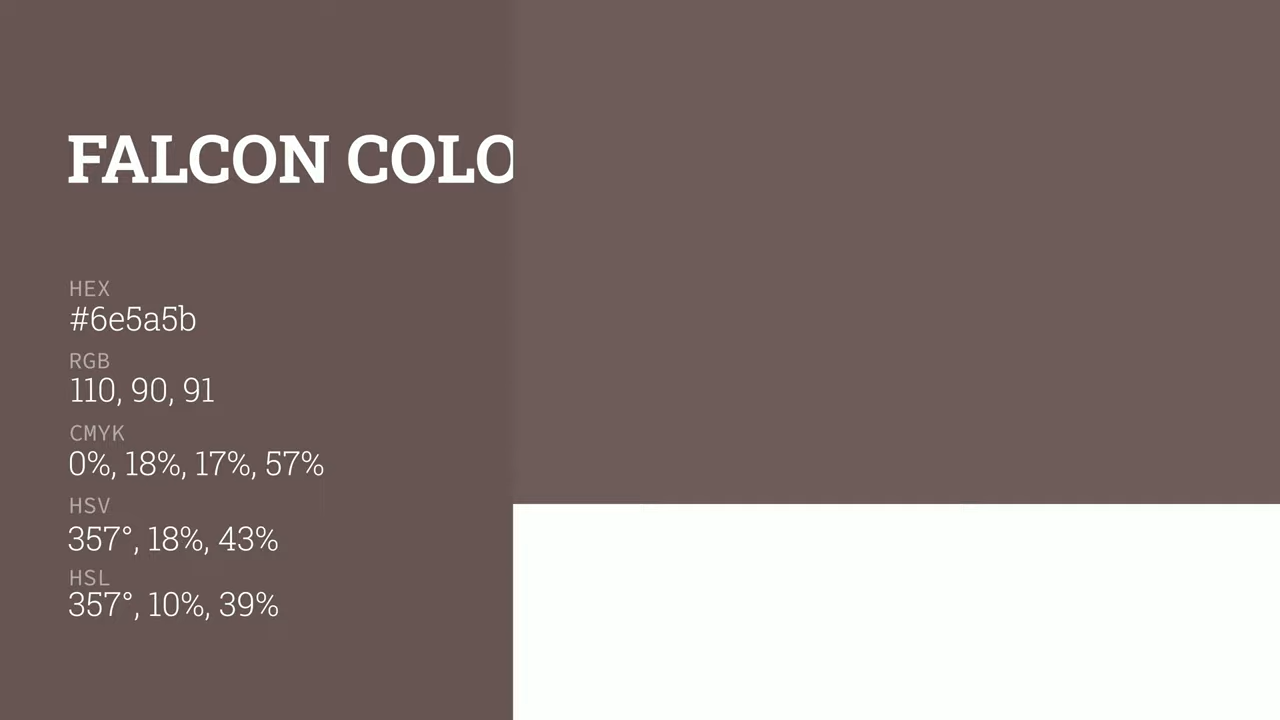 FALCON COLO
HEX
#6e5a5b
RGB
110, 90, 91
CMYK
0%, 18%, 17%, 57%
HSV
357°, 18%, 43%
HSL
357°, 10%, 39%